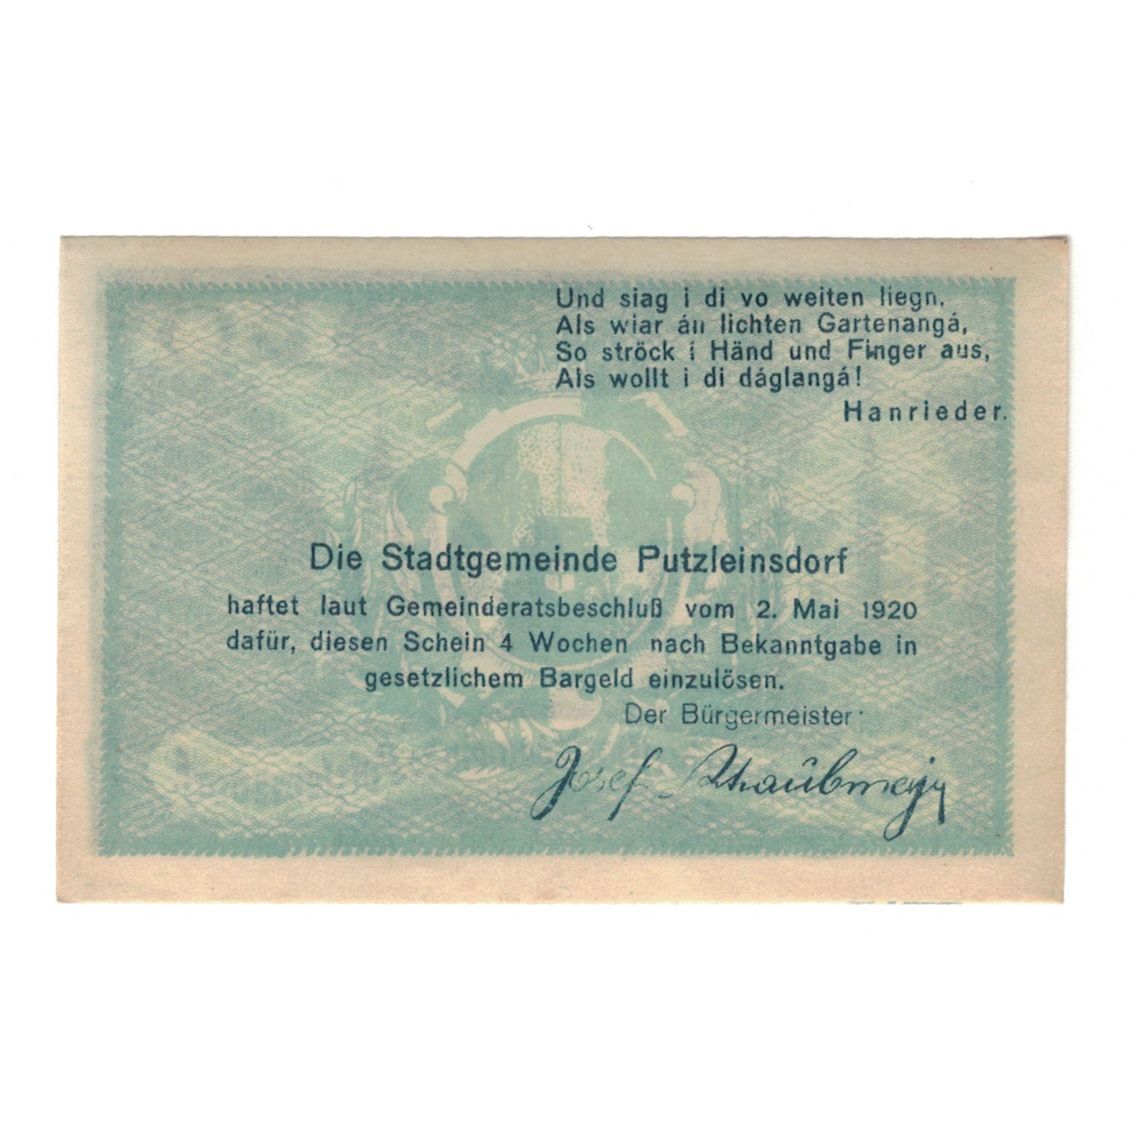 Und siag i di vo weiten liegn,
Als wiar án lichten Gartenangá,
So ströck i Händ und Finger aus,
Als wollt i di dáglangá!
Hanrieder.
Die Stadtgemeinde Putzleinsdorf
haftet laut Gemeinderatsbeschluß vom 2. Mai 1920
dafür, diesen Schein 4 Wochen nach Bekanntgabe in
gesetzlichem Bargeld einzulösen.
Der Bürgermeister:
Josef